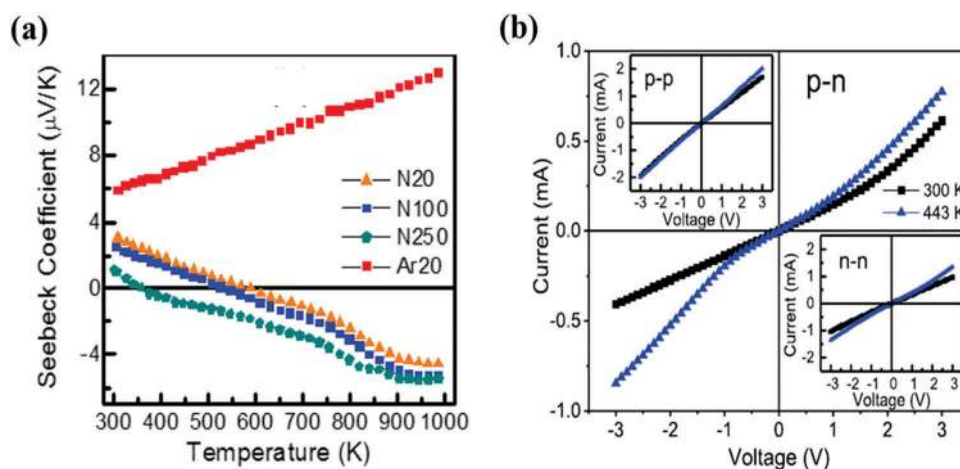 (a)
Seebeck Coefficient (μV/K)
12
8
4
0
-4
N20
N100
N250
Ar20
300 400 500 600 700 800 900 1000
Temperature (K)
(b)
Current (mA)
1.0
0.5
0.0
-0.5
-1.0
p-n
300 K
443 K
-3 -2 -1 0 1 2 3
Voltage (V)
p-p
Current (mA)
2
1
0
-1
-2
-3 -2 -1 0 1 2 3
Voltage (V)
n-n
Current (mA)
2
1
0
-1
-2
-3 -2 -1 0 1 2 3
Voltage (V)